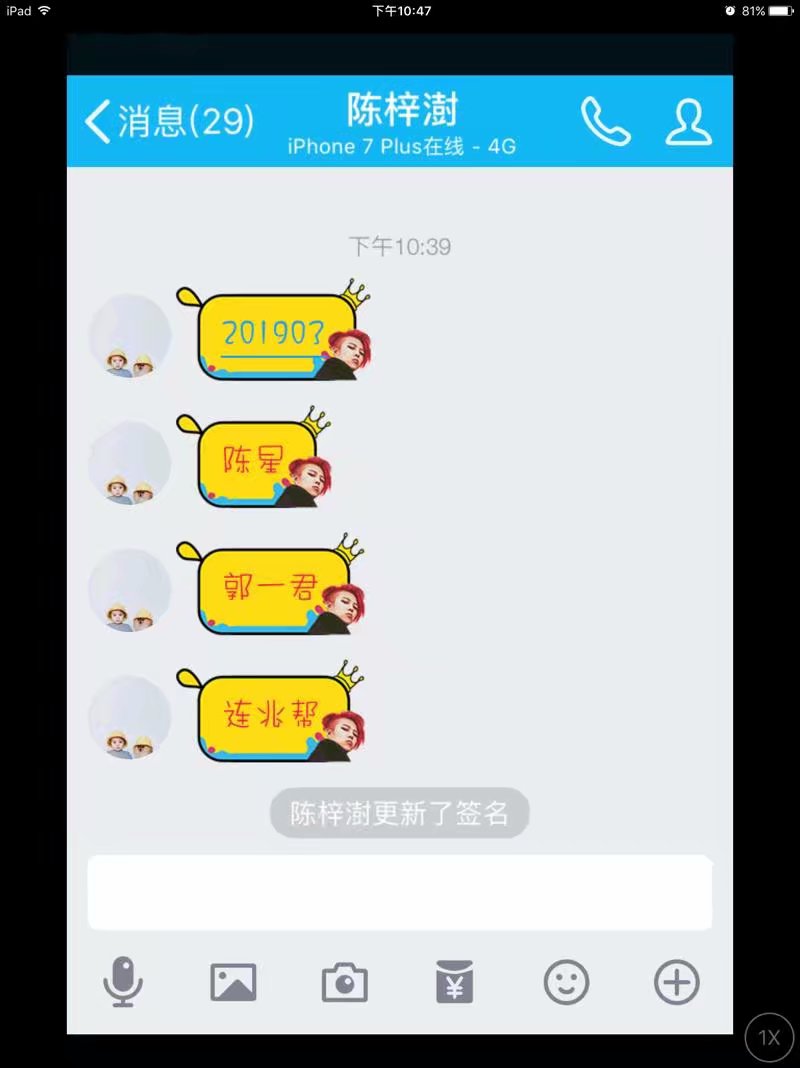 iPad
下午10:47
81%
消息(29)
陈梓澍
iPhone 7 Plus在线 - 4G
下午10:39
201907
陈星
郭一君
连兆帮
陈梓澍更新了签名
¥
1X